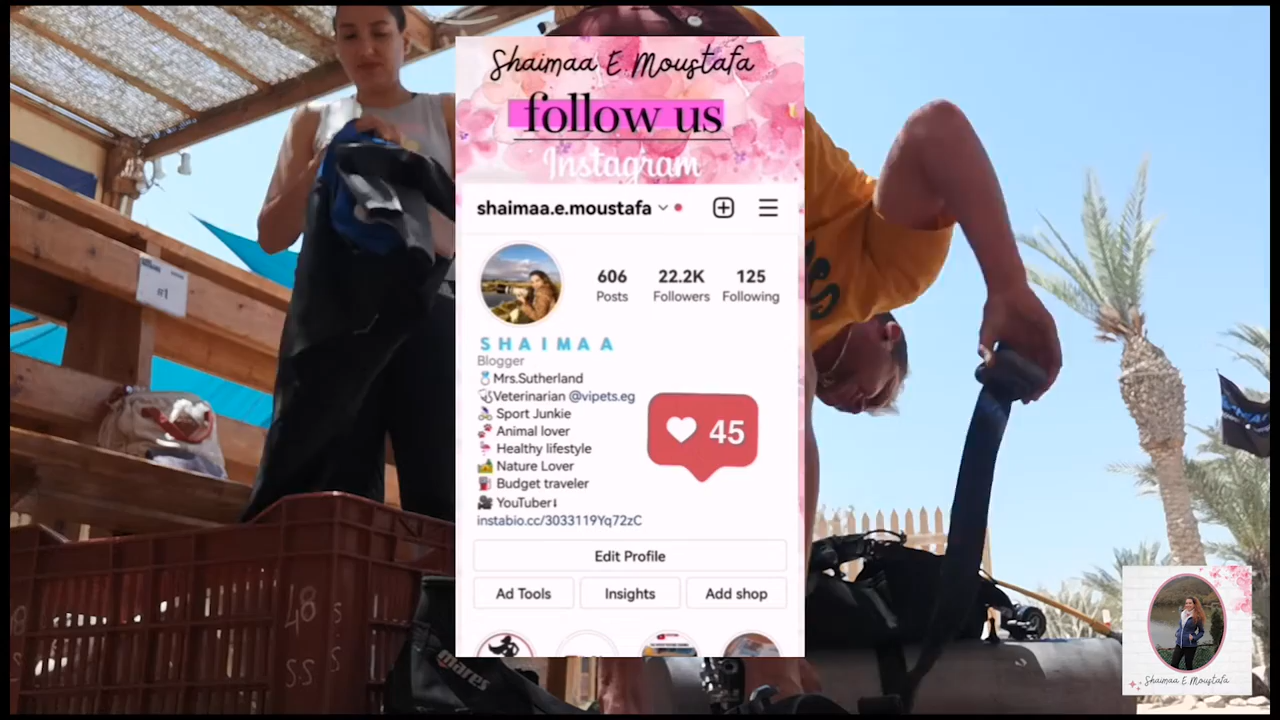 Shaimaa E Moustafa
follow us
Instagram
shaimaa.e.moustafa
606 22.2K 125
Posts Followers Following
SHAIMAA
Blogger
Mrs.Sutherland
Veterinarian @vipets.eg
Sport Junkie
Animal lover
Healthy lifestyle
Nature Lover
Budget traveler
YouTuber
instabio.cc/3033119Yq72zC
45
Edit Profile
Ad Tools Insights Add shop
#1
48 S
S.S S
mares
Shaimaa E Moustafa